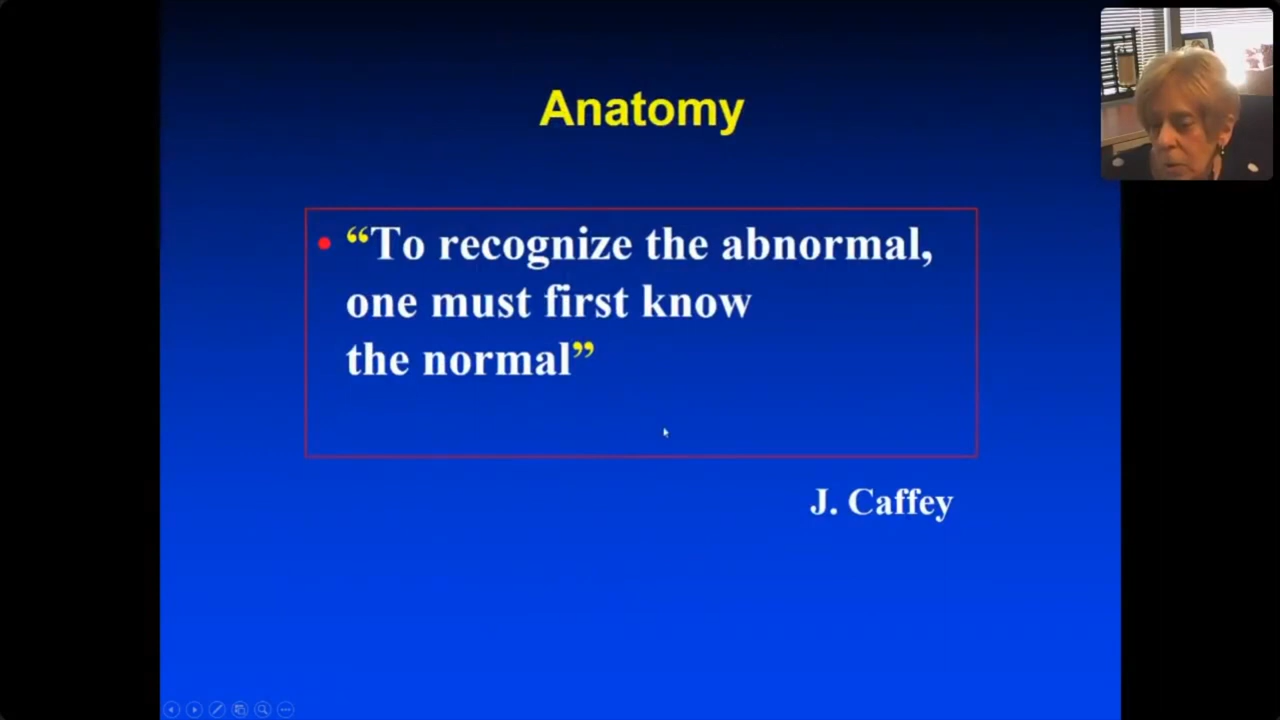 Anatomy
• “To recognize the abnormal,
one must first know
the normal”
J. Caffey